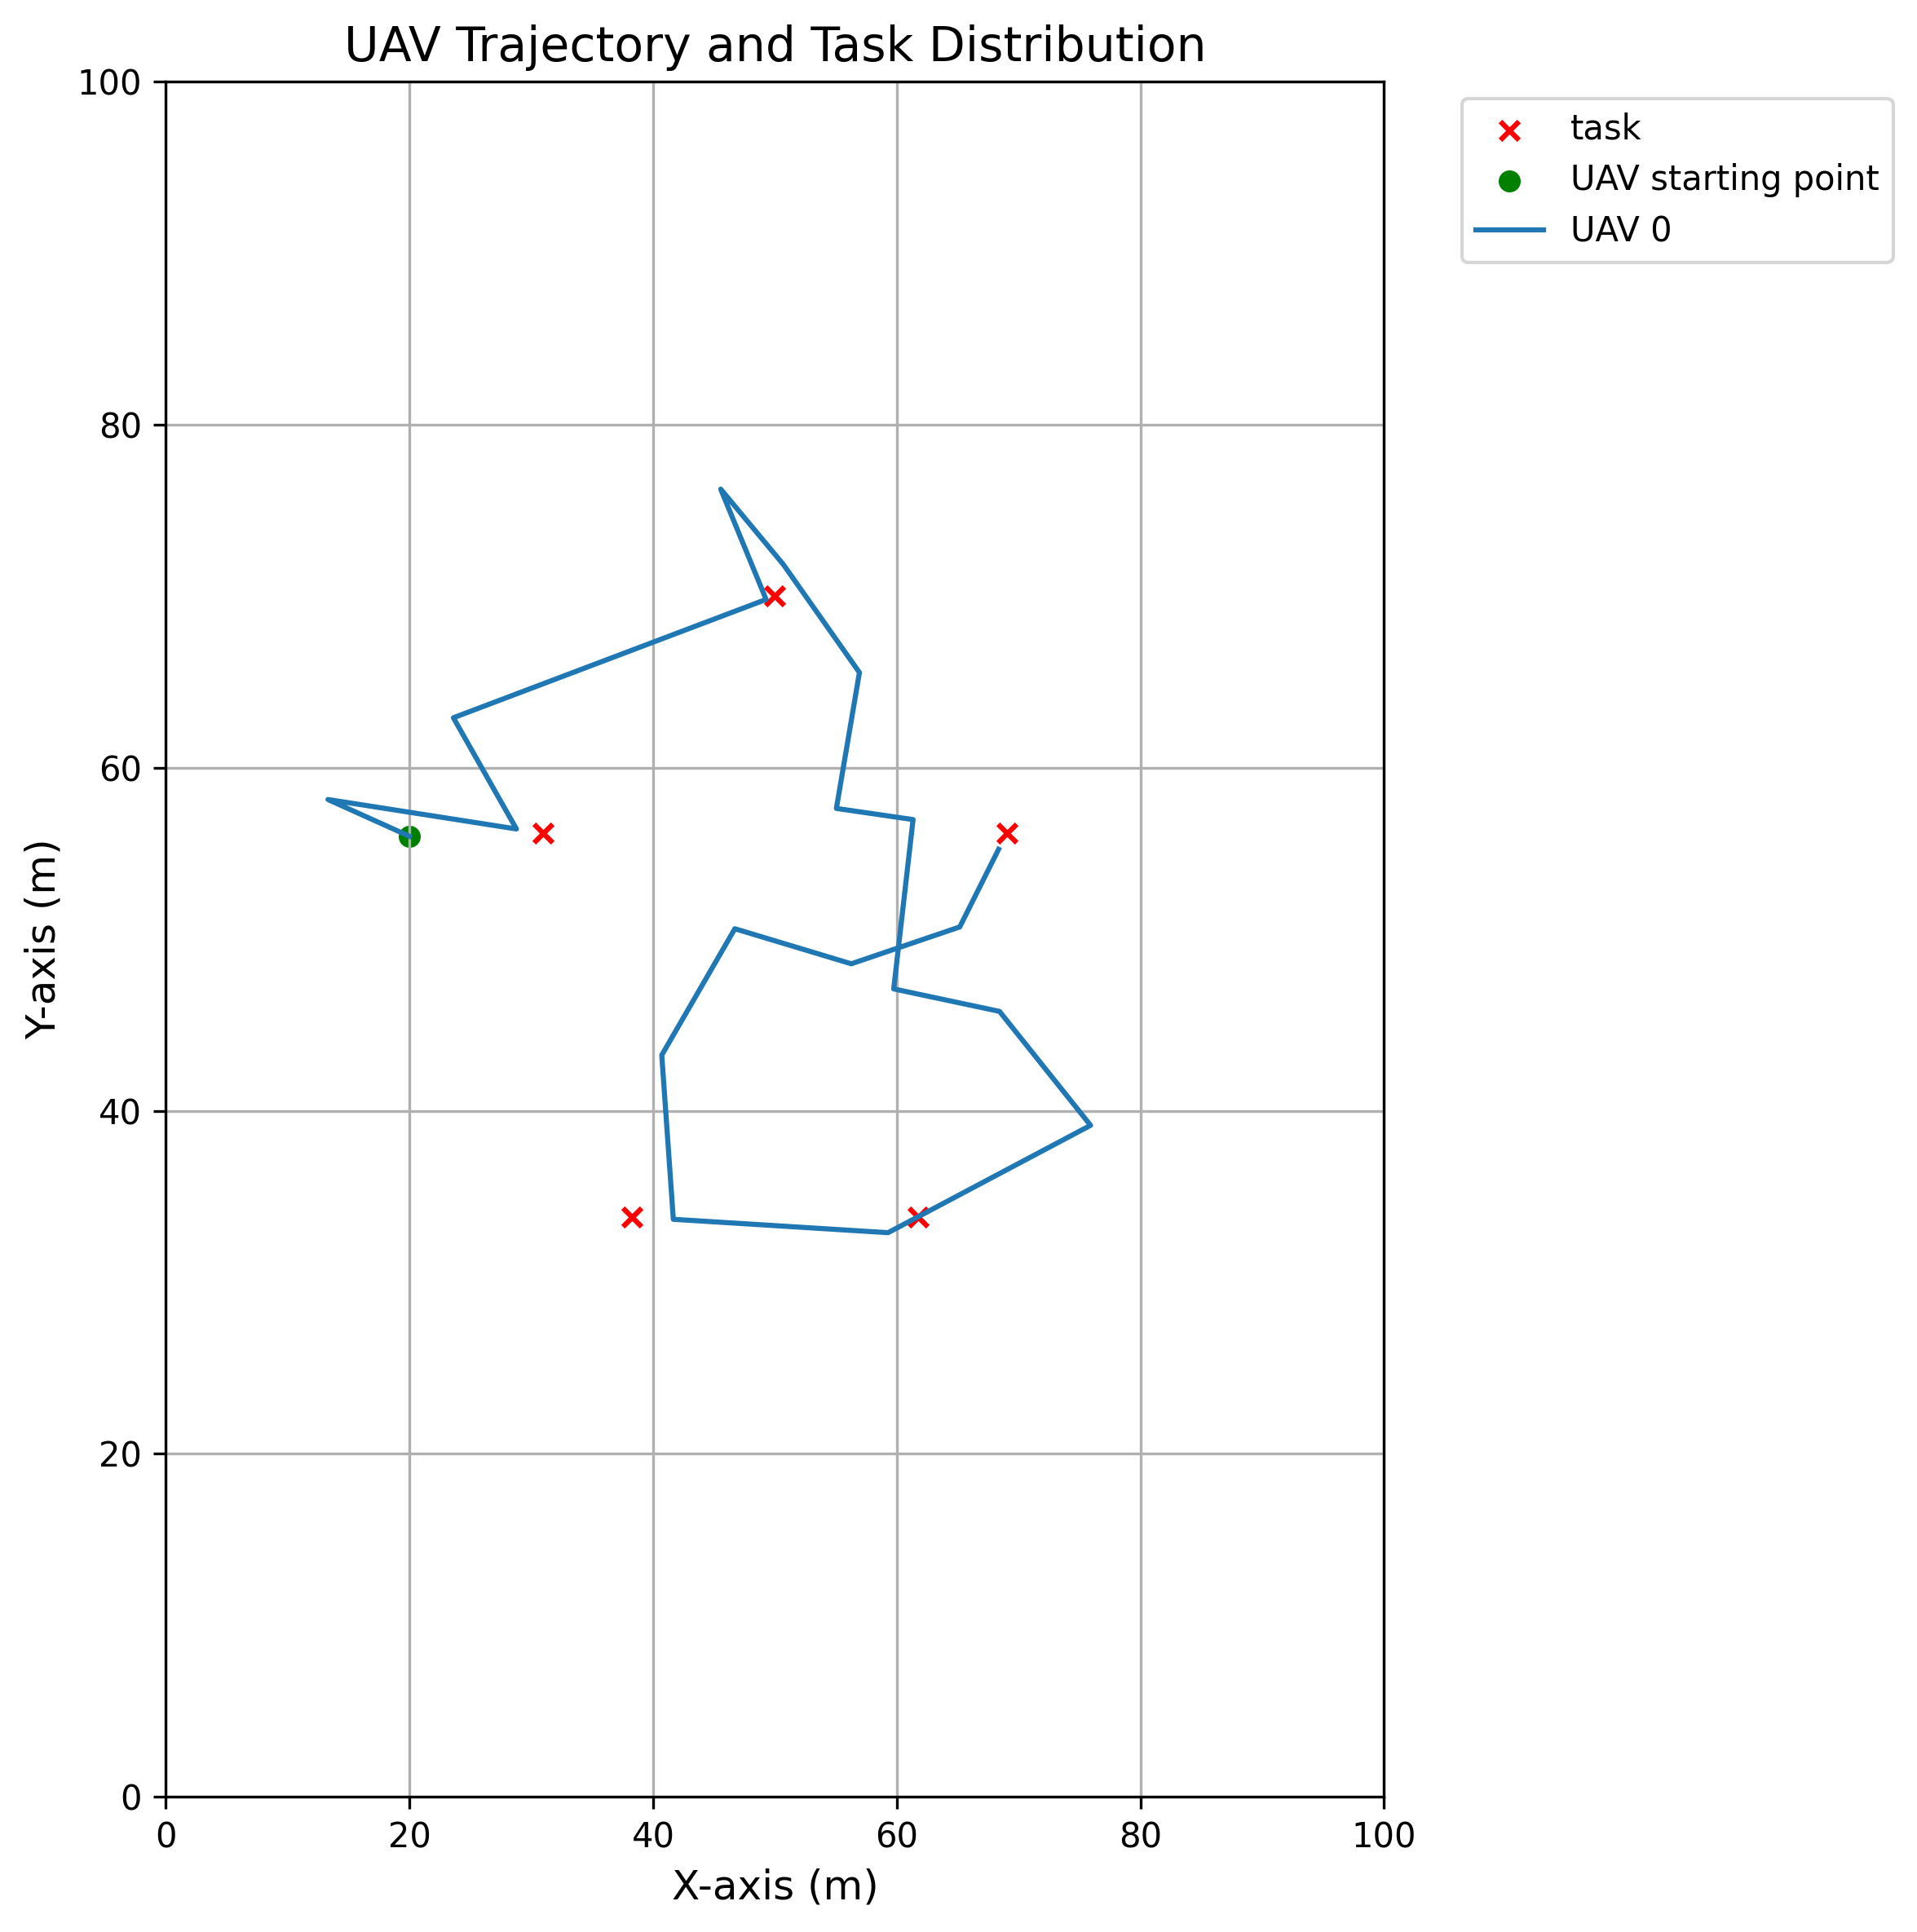 UAV Trajectory and Task Distribution
task
UAV starting point
UAV 0
100
80
60
40
20
0
Y-axis (m)
0 20 40 60 80 100
X-axis (m)